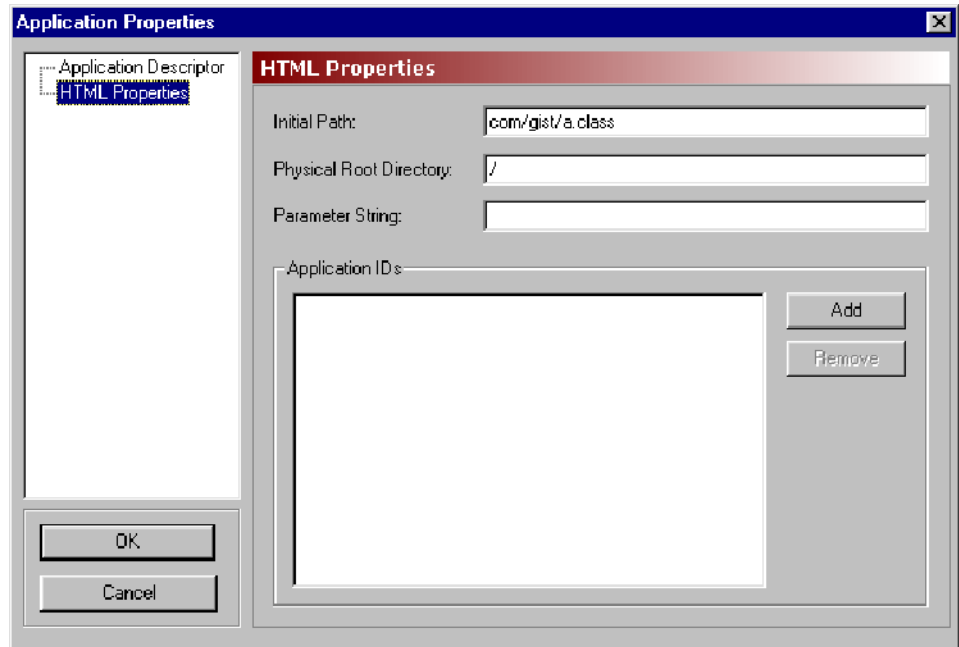 Application Properties
Application Descriptor
HTML Properties
HTML Properties
Initial Path: com/gist/a.class
Physical Root Directory: /
Parameter String:
Application IDs
Add
Remove
OK
Cancel